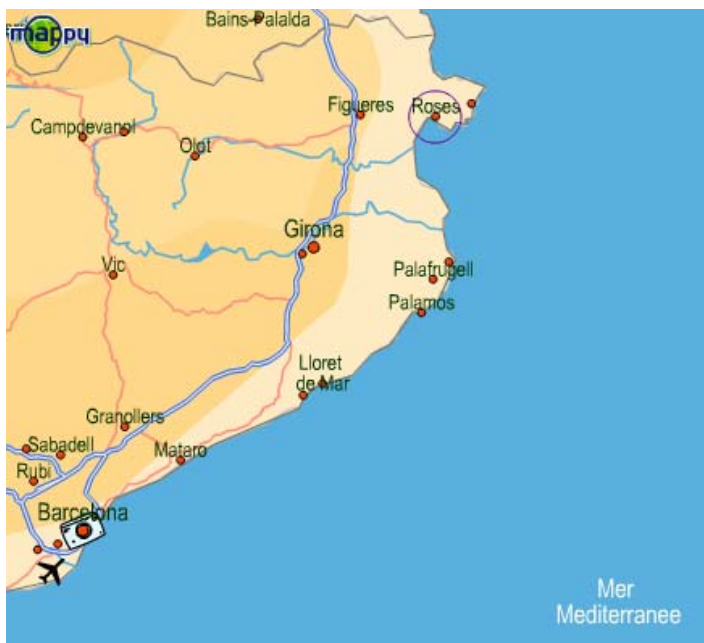 Bains-Palalda
mappy
Figueres
Roses
Campdevanol
Olot
Girona
Vic
Palafrugell
Palamos
Lloret
de Mar
Granollers
Sabadell
Mataro
Rubi
Barcelona
Mer
Mediterranee